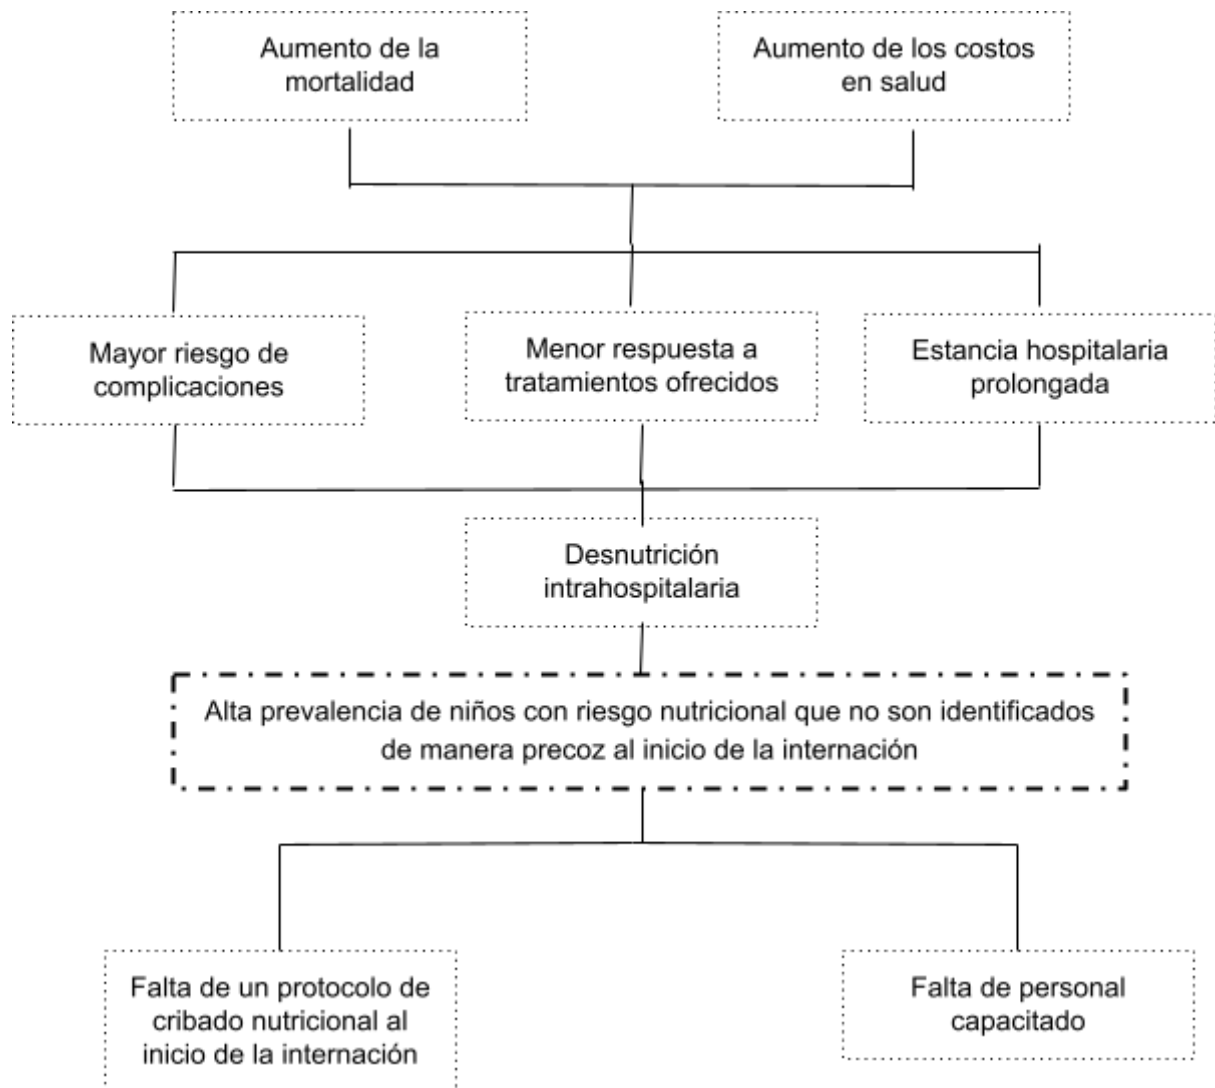 Aumento de la
mortalidad
Aumento de los costos
en salud
Mayor riesgo de
complicaciones
Menor respuesta a
tratamientos ofrecidos
Estancia hospitalaria
prolongada
Desnutrición
intrahospitalaria
Alta prevalencia de niños con riesgo nutricional que no son identificados
de manera precoz al inicio de la internación
Falta de un protocolo de
cribado nutricional al
inicio de la internación
Falta de personal
capacitado